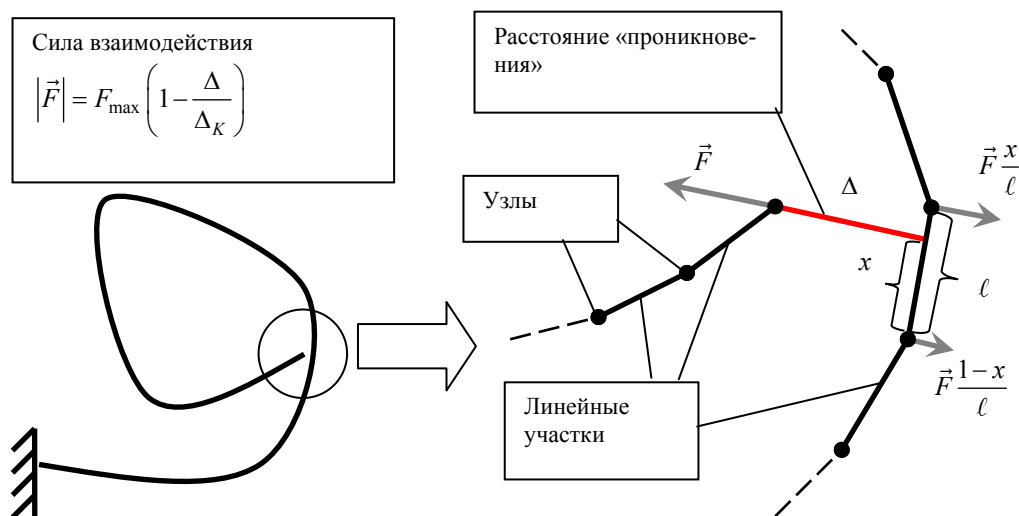 Сила взаимодействия
|F⃗| = F_max (1 − Δ/Δ_K)
Расстояние «проникнове-
ния»
F⃗
Δ
F⃗ x/ℓ
Узлы
x
ℓ
F⃗ (1−x)/ℓ
Линейные
участки